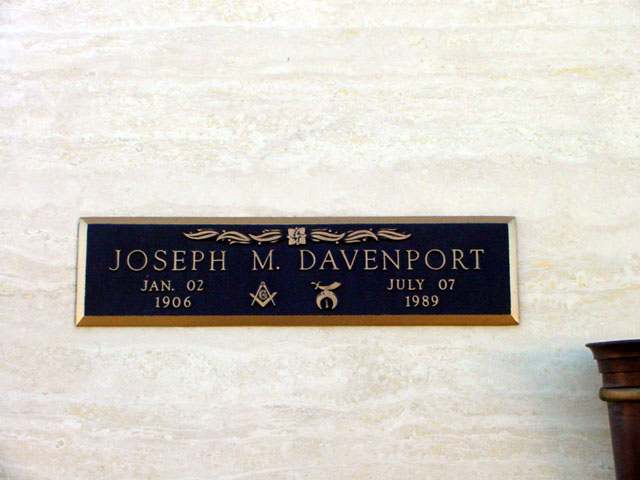 JOSEPH M. DAVENPORT
JAN. 02 JULY 07
1906 1989